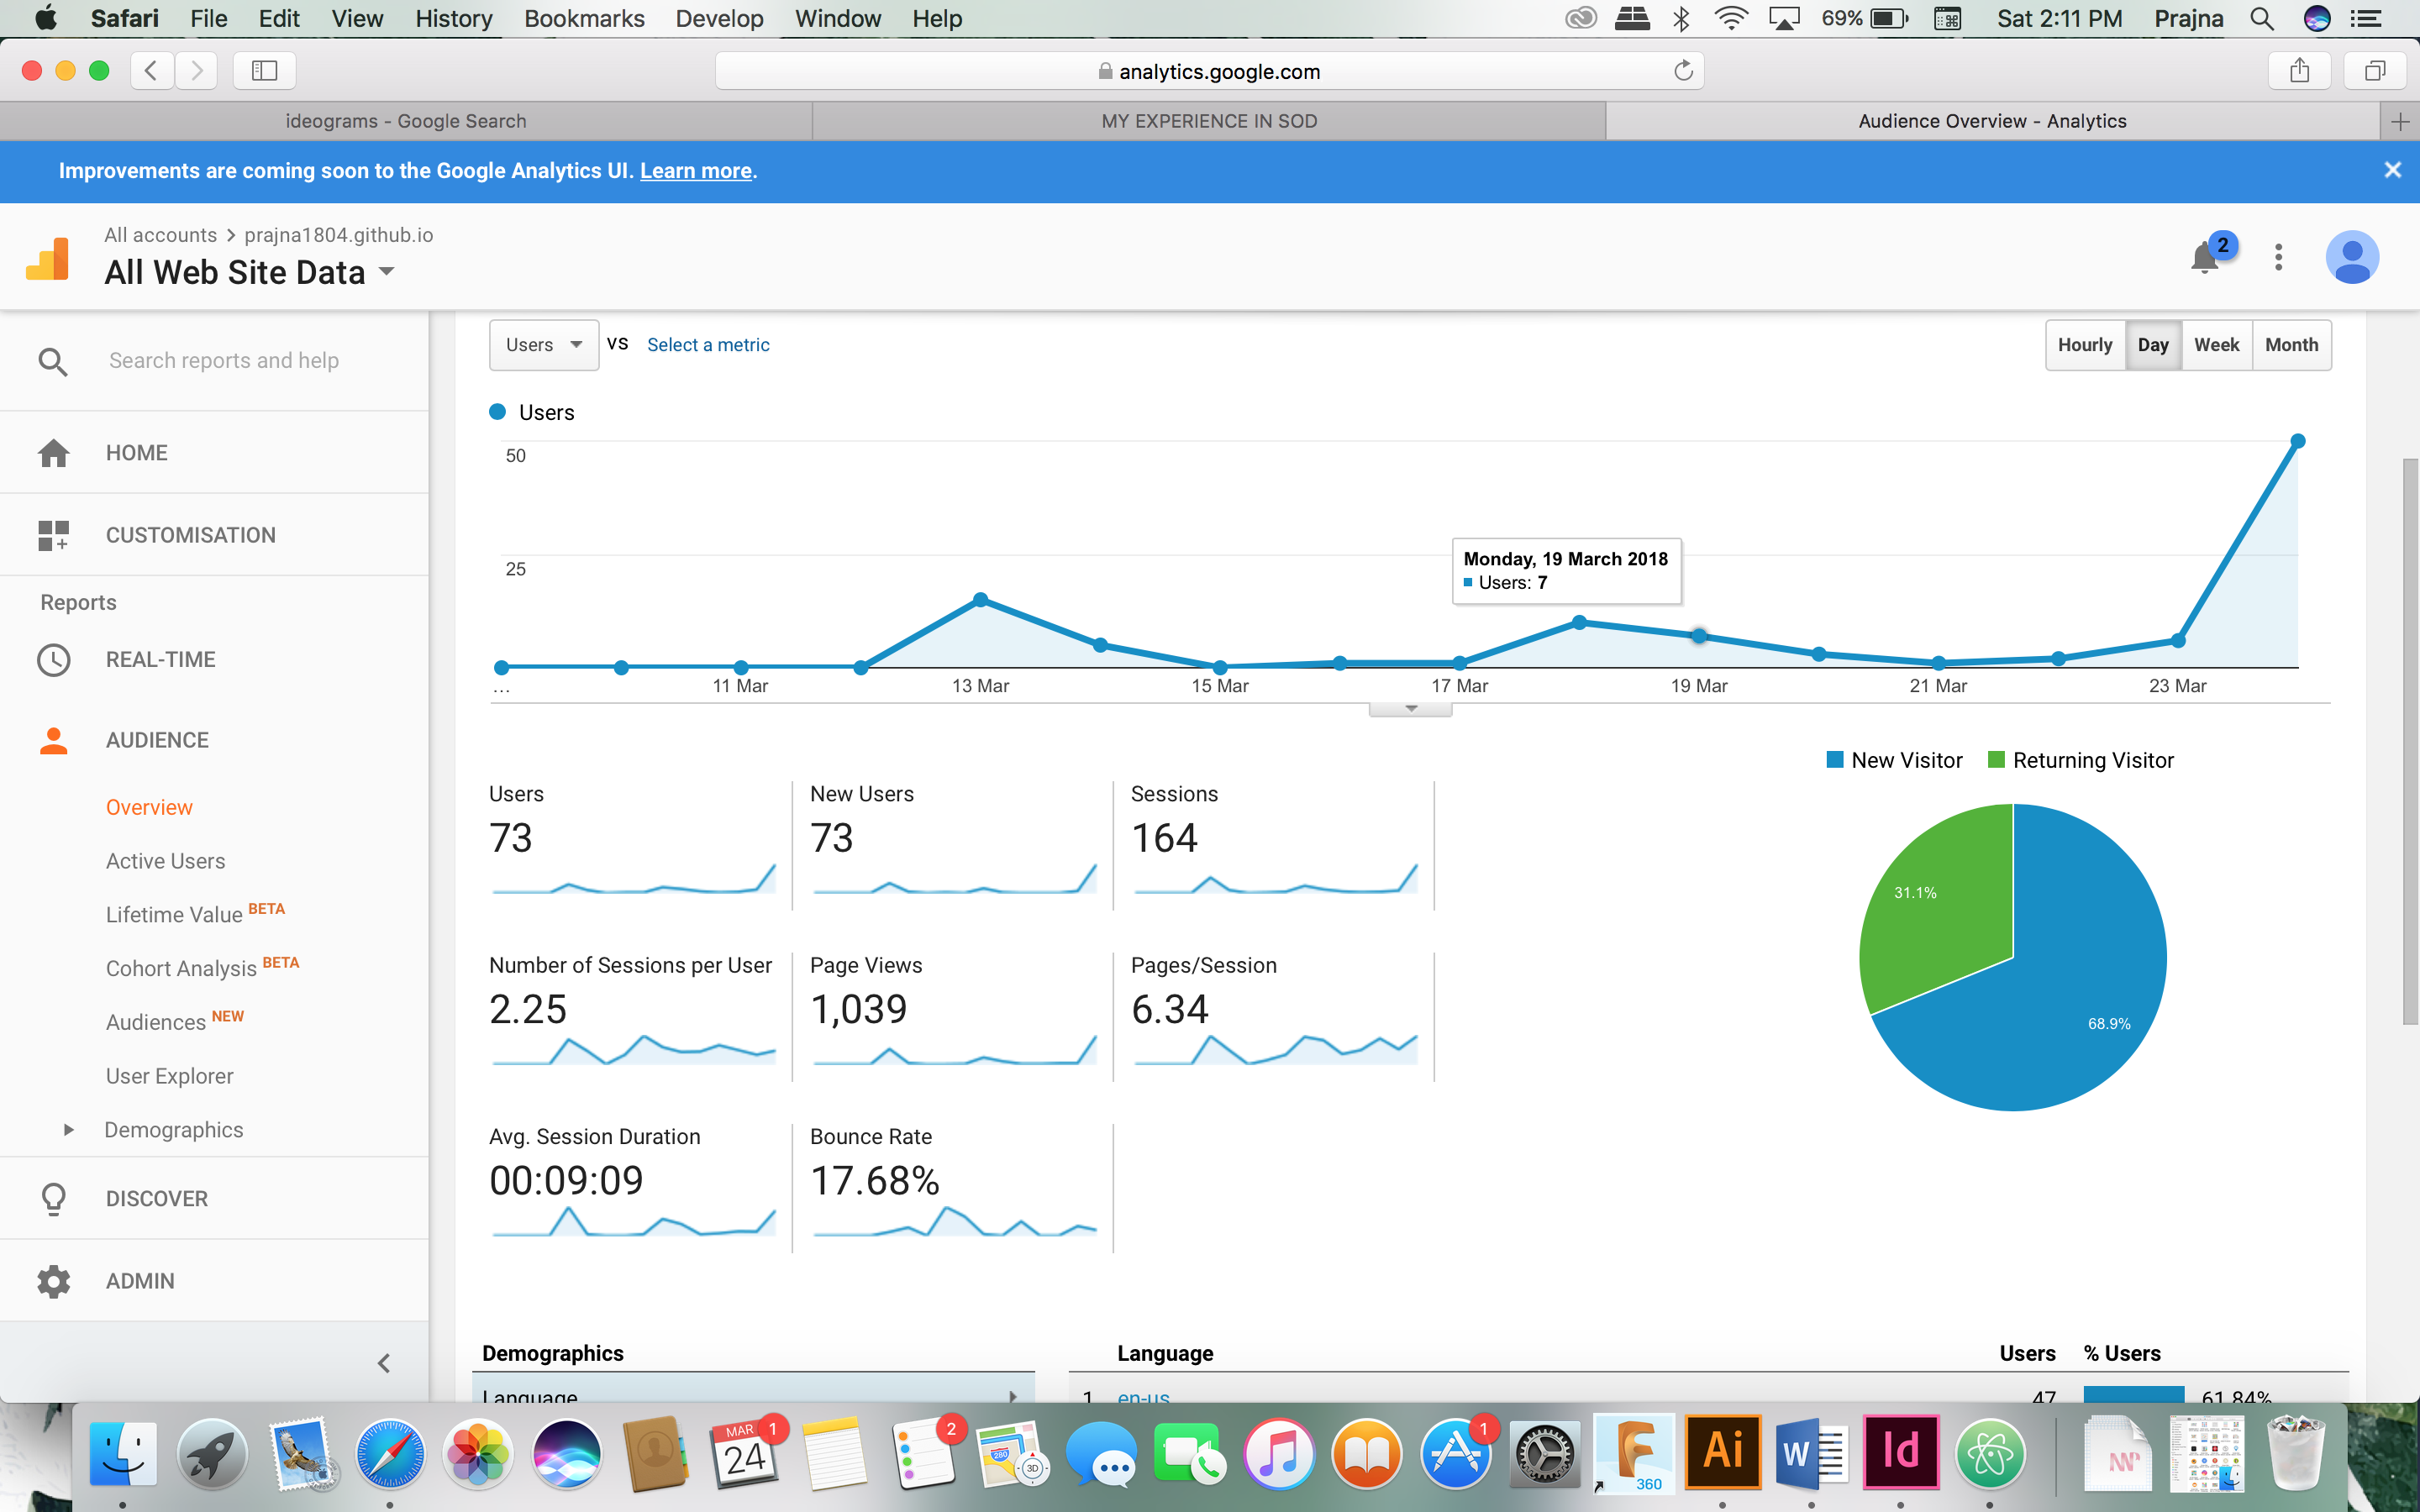 Safari File Edit View History Bookmarks Develop Window Help 69% Sat 2:11 PM Prajna
analytics.google.com
ideograms - Google Search MY EXPERIENCE IN SOD Audience Overview - Analytics
Improvements are coming soon to the Google Analytics UI. Learn more.
All accounts > prajna1804.github.io
All Web Site Data
2
Search reports and help
HOME
CUSTOMISATION
Reports
REAL-TIME
AUDIENCE
Overview
Active Users
Lifetime Value BETA
Cohort Analysis BETA
Audiences NEW
User Explorer
Demographics
DISCOVER
ADMIN
Users VS Select a metric
Hourly Day Week Month
Users
50
25
Monday, 19 March 2018
Users: 7
... 11 Mar 13 Mar 15 Mar 17 Mar 19 Mar 21 Mar 23 Mar
New Visitor Returning Visitor
31.1%
68.9%
Users
73
New Users
73
Sessions
164
Number of Sessions per User
2.25
Page Views
1,039
Pages/Session
6.34
Avg. Session Duration
00:09:09
Bounce Rate
17.68%
Demographics
Language
Language Users % Users
1 en-us 47 61.84%
MAR
24
1
2
280
3D
1
360
Ai
W
Id